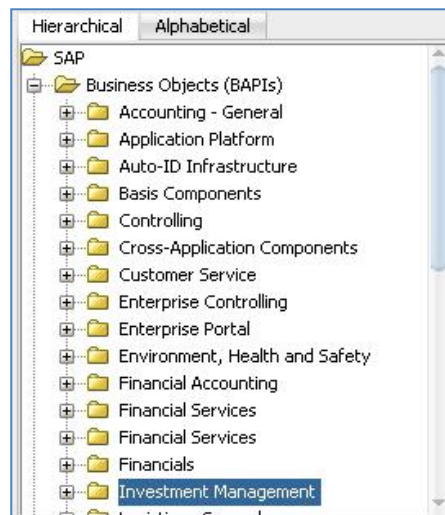 Hierarchical Alphabetical
SAP
Business Objects (BAPIs)
Accounting - General
Application Platform
Auto-ID Infrastructure
Basis Components
Controlling
Cross-Application Components
Customer Service
Enterprise Controlling
Enterprise Portal
Environment, Health and Safety
Financial Accounting
Financial Services
Financial Services
Financials
Investment Management